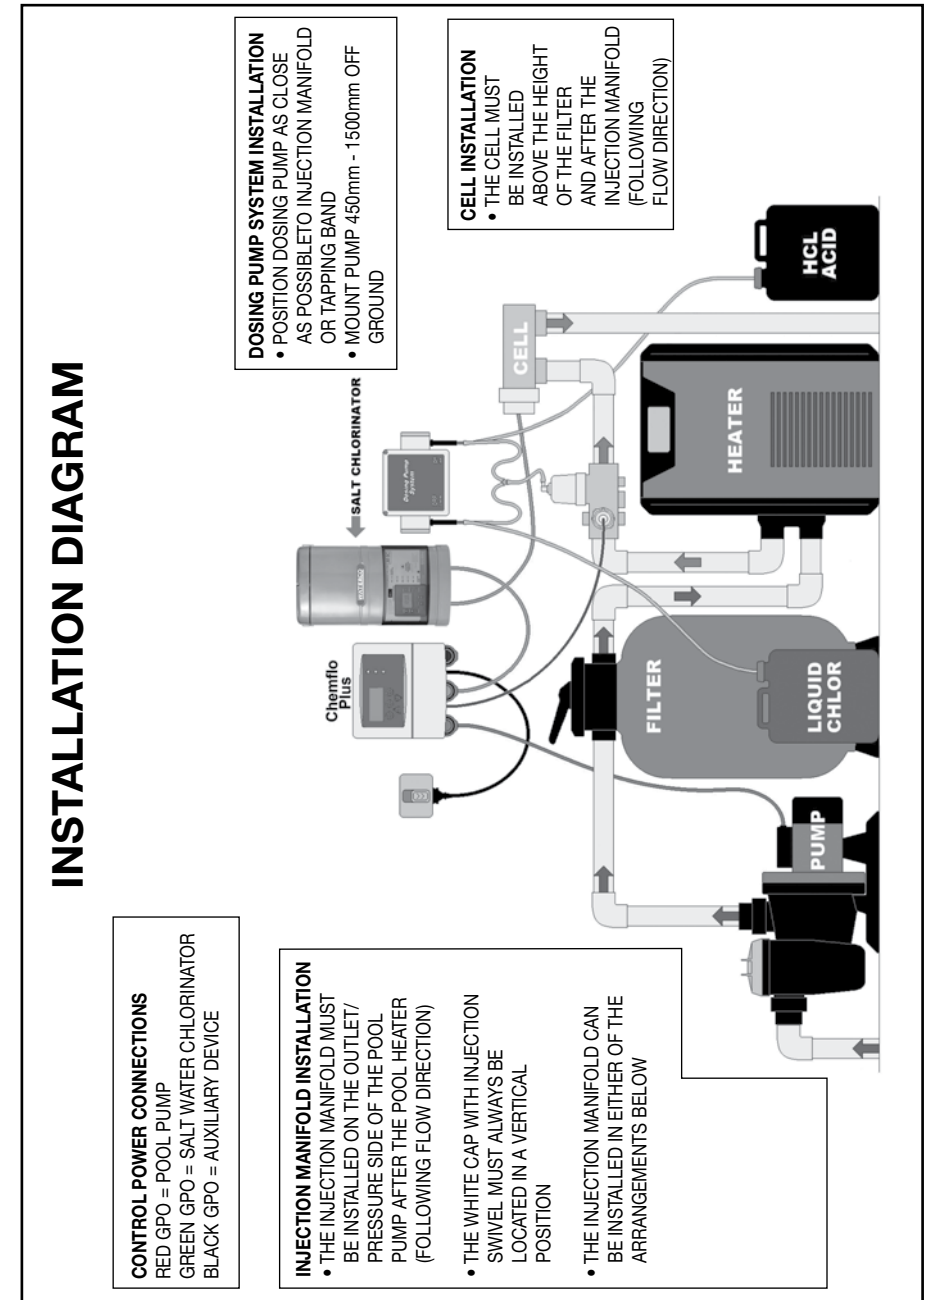 INSTALLATION DIAGRAM
CONTROL POWER CONNECTIONS
RED GPO = POOL PUMP
GREEN GPO = SALT WATER CHLORINATOR
BLACK GPO = AUXILIARY DEVICE
INJECTION MANIFOLD INSTALLATION
• THE INJECTION MANIFOLD MUST
BE INSTALLED ON THE OUTLET/
PRESSURE SIDE OF THE POOL
PUMP AFTER THE POOL HEATER
(FOLLOWING FLOW DIRECTION)
• THE WHITE CAP WITH INJECTION
SWIVEL MUST ALWAYS BE
LOCATED IN A VERTICAL
POSITION
• THE INJECTION MANIFOLD CAN
BE INSTALLED IN EITHER OF THE
ARRANGEMENTS BELOW
DOSING PUMP SYSTEM INSTALLATION
• POSITION DOSING PUMP AS CLOSE
AS POSSIBLETO INJECTION MANIFOLD
OR TAPPING BAND
• MOUNT PUMP 450mm - 1500mm OFF
GROUND
CELL INSTALLATION
• THE CELL MUST
BE INSTALLED
ABOVE THE HEIGHT
OF THE FILTER
AND AFTER THE
INJECTION MANIFOLD
(FOLLOWING
FLOW DIRECTION)
Chemflo
Plus
WATERCO
SALT CHLORINATOR
Dosing Pump
System
CELL
PUMP
FILTER
LIQUID
CHLOR
HEATER
HCL
ACID